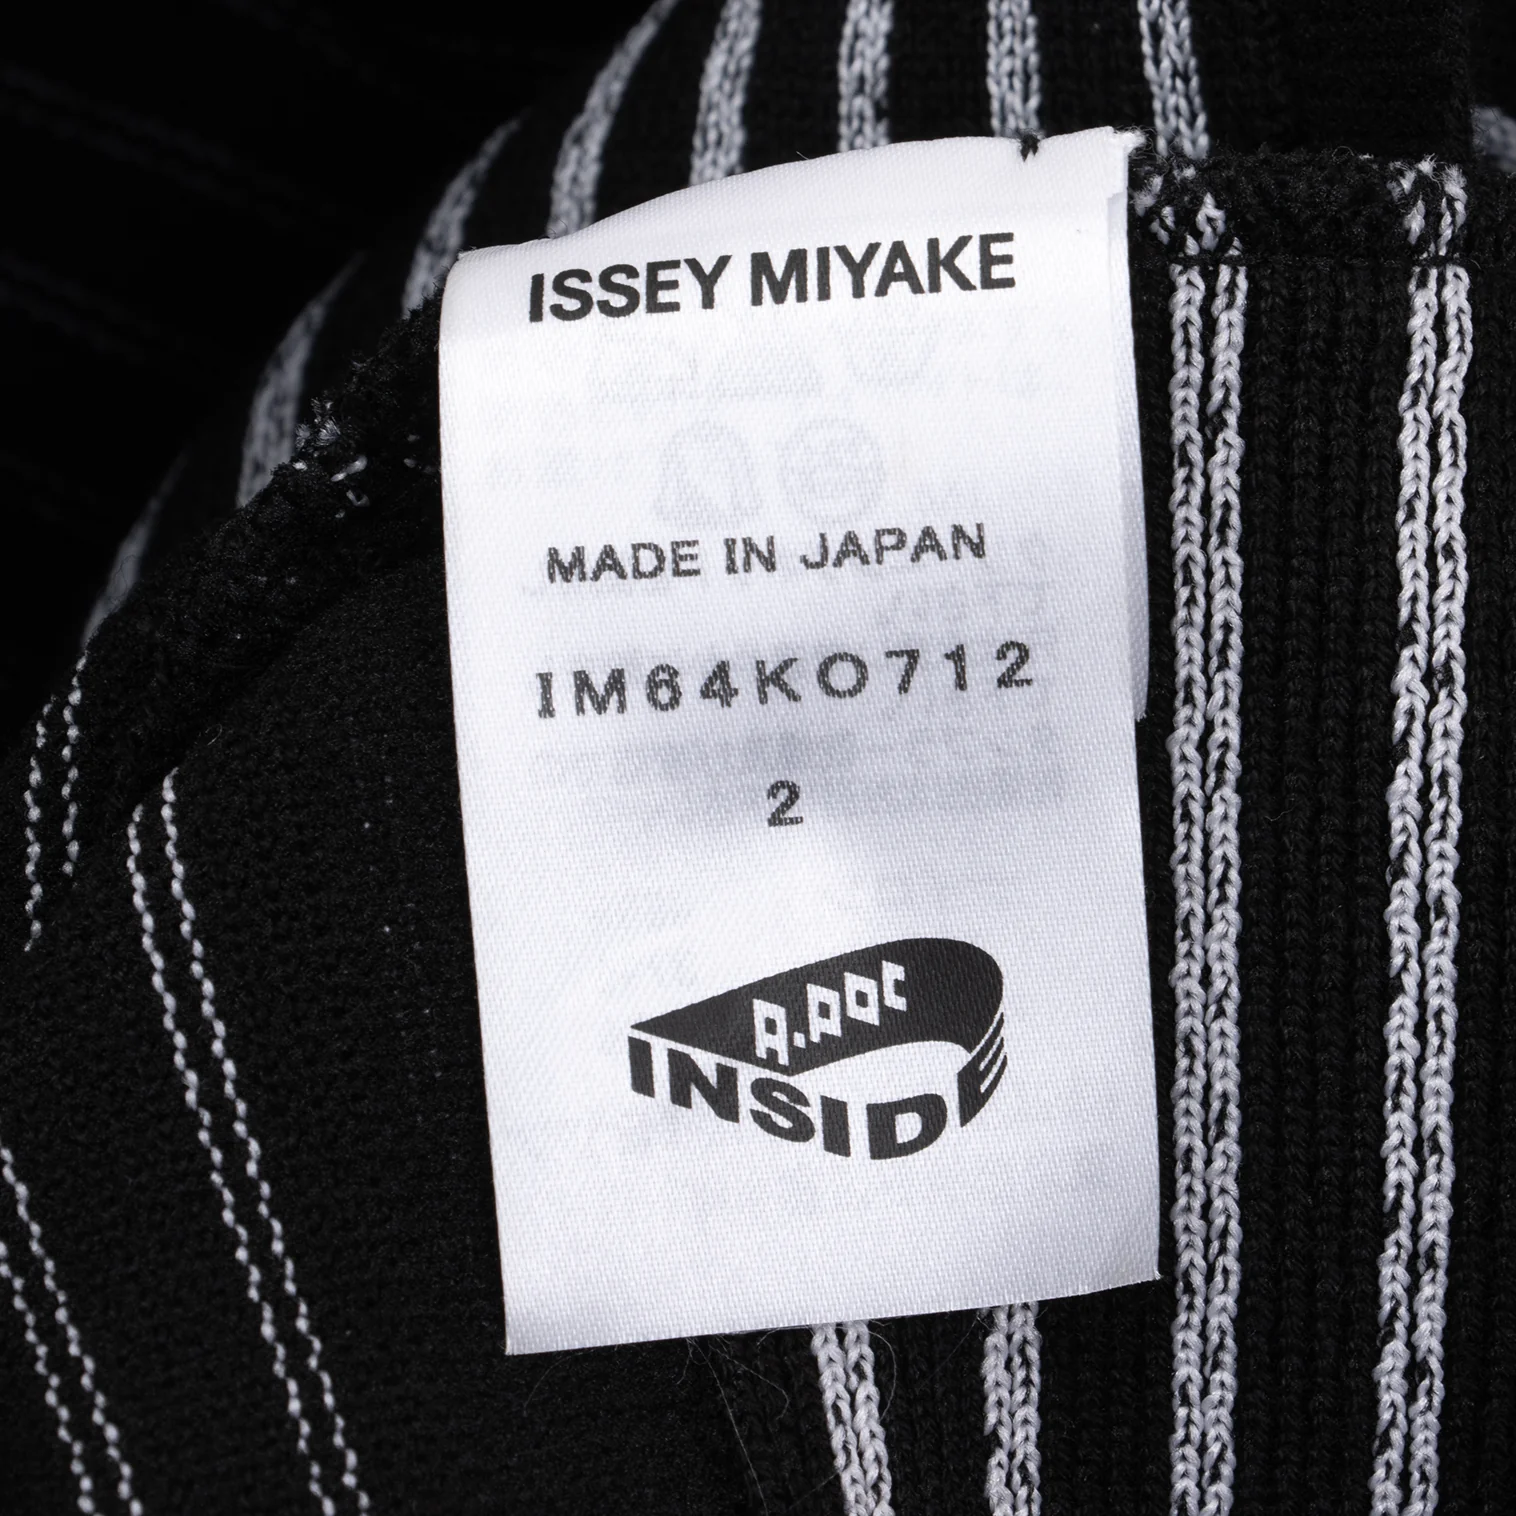 ISSEY MIYAKE
MADE IN JAPAN
IM64KO712
2
A.POC
INSIDE